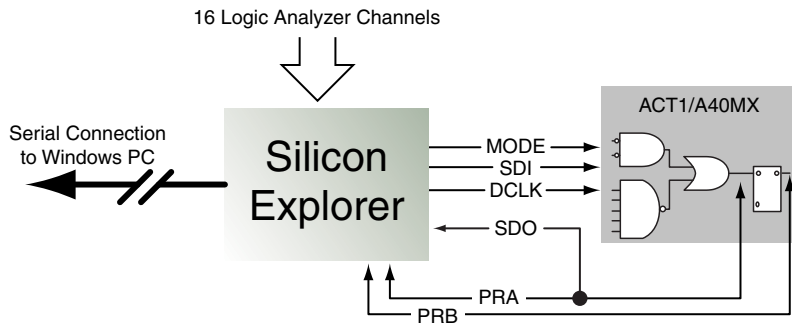 16 Logic Analyzer Channels
Serial Connection
to Windows PC
Silicon
Explorer
MODE
SDI
DCLK
SDO
PRA
PRB
ACT1/A40MX